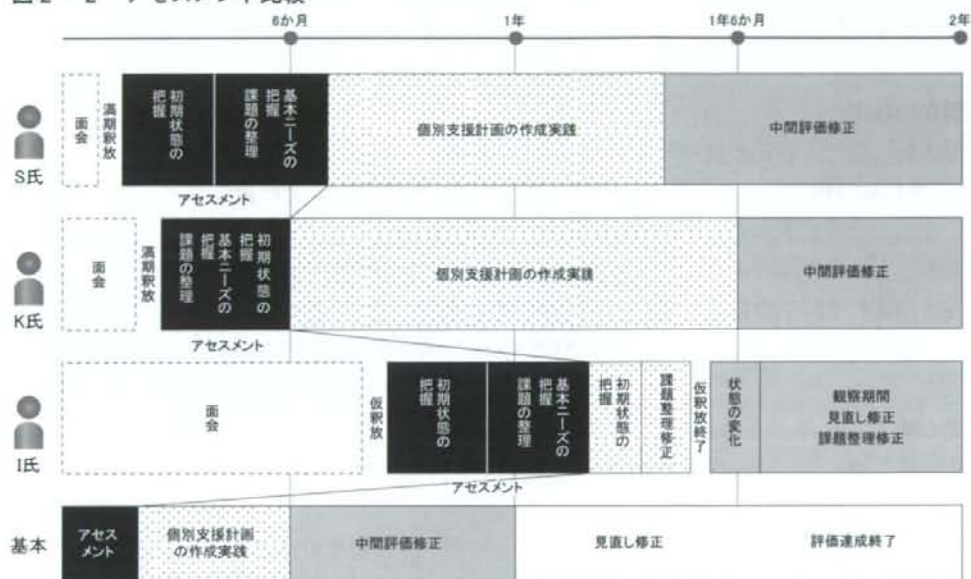 図2－2 アセスメント比較
6か月 1年 1年6か月 2年
S氏
面会
満期釈放
初期状態の把握
基本ニーズの把握
課題の整理
アセスメント
個別支援計画の作成実践
中間評価修正
K氏
面会
満期釈放
初期状態の把握
基本ニーズの把握
課題の整理
アセスメント
個別支援計画の作成実践
中間評価修正
I氏
面会
仮釈放
初期状態の把握
基本ニーズの把握
課題の整理
アセスメント
初期状態の把握
課題整理修正
仮釈放終了
状態の変化
観察期間
見直し修正
課題整理修正
基本
アセス
メント
個別支援計画
の作成実践
中間評価修正
見直し修正
評価達成終了